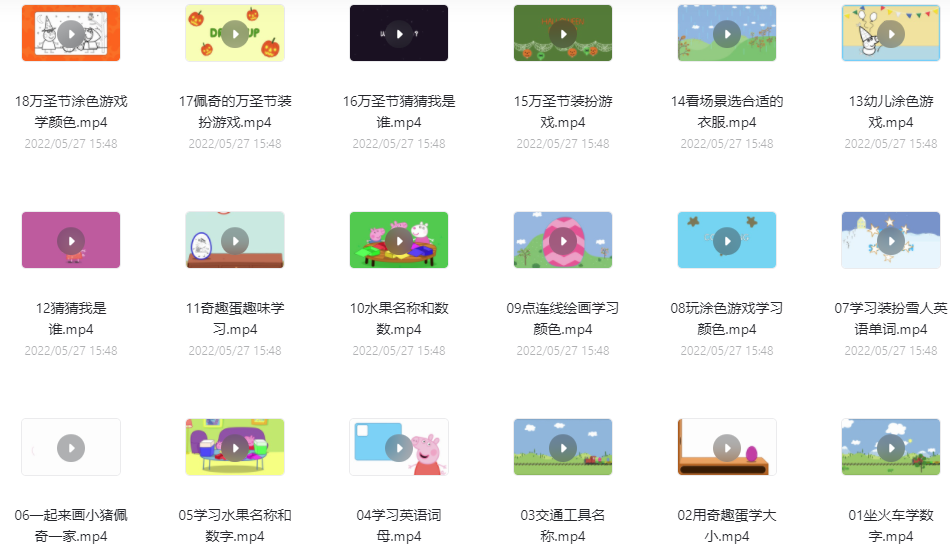 18万圣节涂色游戏
学颜色.mp4
2022/05/27 15:48
17佩奇的万圣节装
扮游戏.mp4
2022/05/27 15:48
16万圣节猜猜我是
谁.mp4
2022/05/27 15:48
15万圣节装扮游
戏.mp4
2022/05/27 15:48
14看场景选合适的
衣服.mp4
2022/05/27 15:48
13幼儿涂色游
戏.mp4
2022/05/27 15:48
12猜猜我是
谁.mp4
2022/05/27 15:48
11奇趣蛋趣味学
习.mp4
2022/05/27 15:48
10水果名称和数
数.mp4
2022/05/27 15:48
09点连线绘画学习
颜色.mp4
2022/05/27 15:48
08玩涂色游戏学习
颜色.mp4
2022/05/27 15:48
07学习装扮雪人英
语单词.mp4
2022/05/27 15:48
06一起来画小猪佩
奇一家.mp4
05学习水果名称和
数字.mp4
04学习英语词
母.mp4
03交通工具名
称.mp4
02用奇趣蛋学大
小.mp4
01坐火车学数
字.mp4